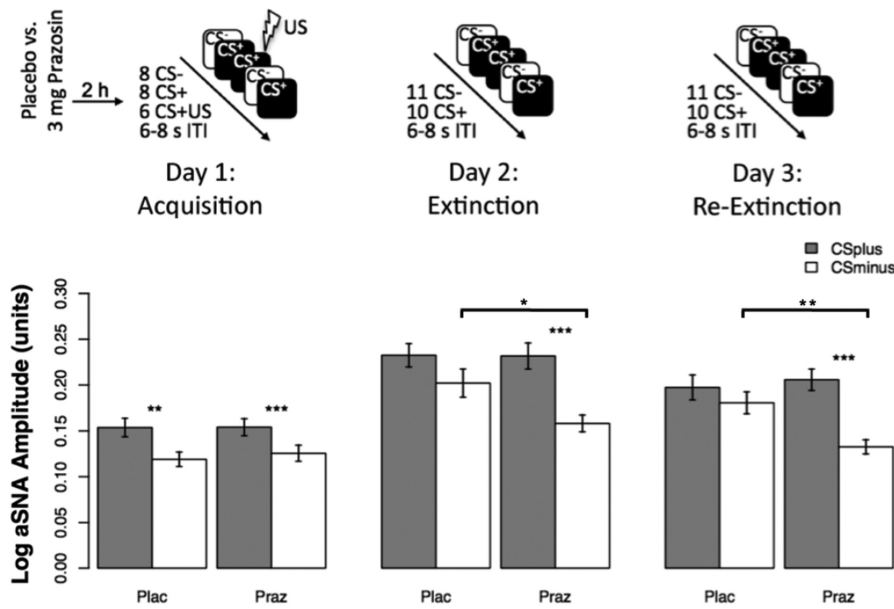 Placebo vs.
3 mg Prazosin
2 h
8 CS-
8 CS+
6 CS+US
6-8 s ITI
CS-
CS+
CS+
CS-
CS+
US
11 CS-
10 CS+
6-8 s ITI
CS-
CS+
CS+
CS-
CS+
11 CS-
10 CS+
6-8 s ITI
CS-
CS+
CS+
CS-
CS+
Day 1:
Acquisition
Day 2:
Extinction
Day 3:
Re-Extinction
CSplus
CSminus
Log aSNA Amplitude (units)
0.30
0.25
0.20
0.15
0.10
0.05
0.00
**
***
*
***
**
***
Plac
Praz
Plac
Praz
Plac
Praz